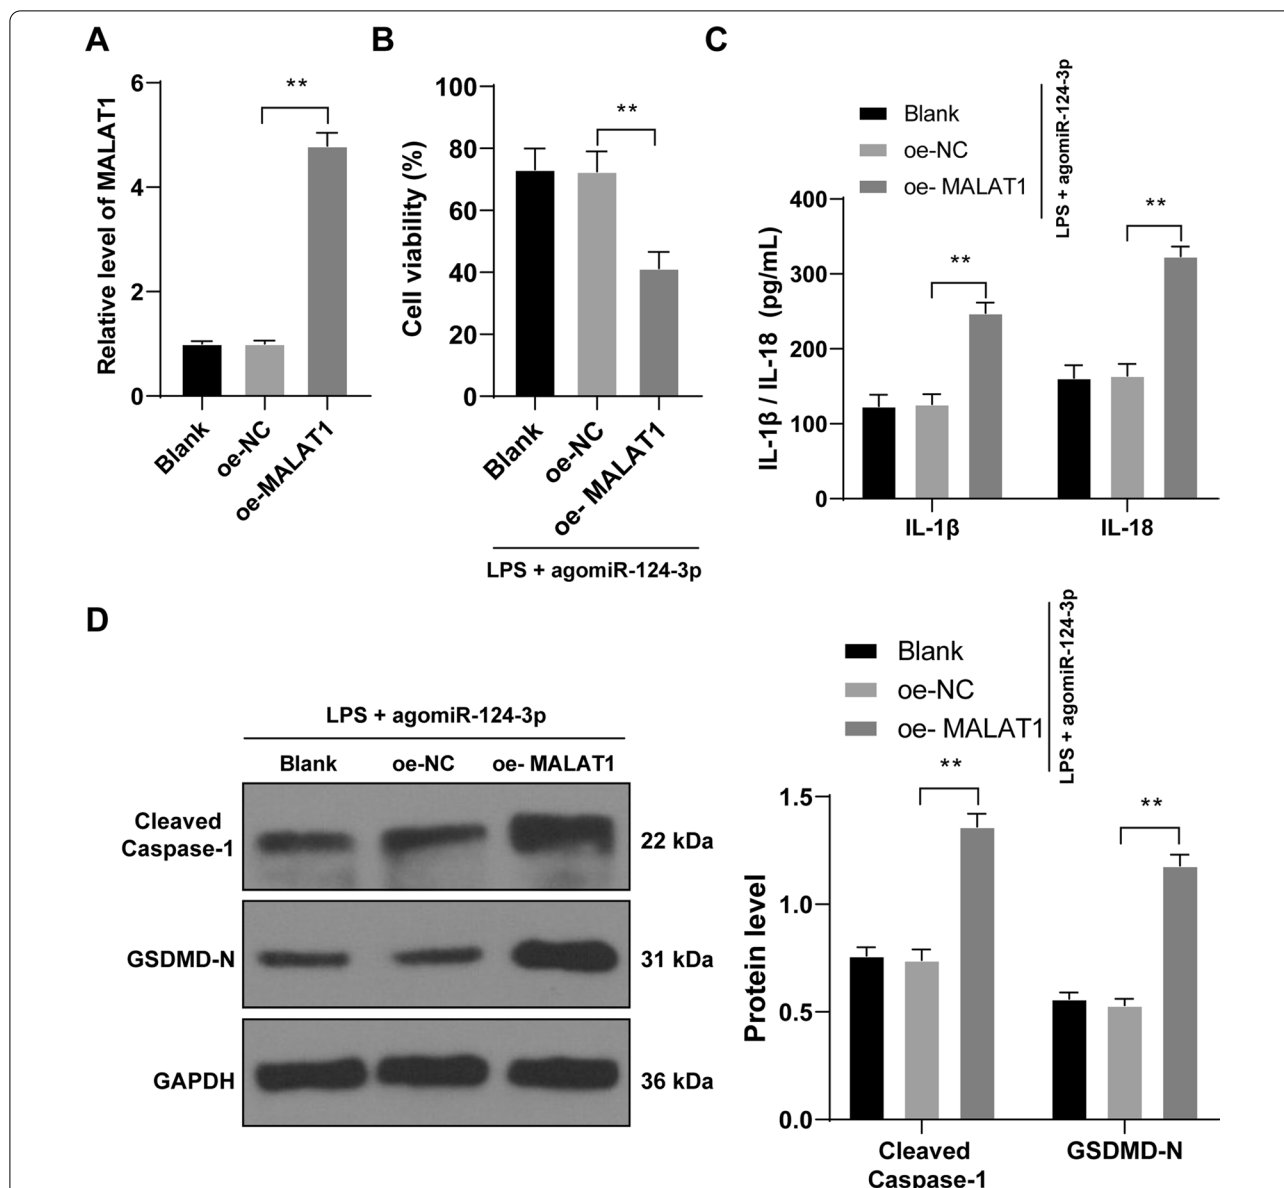 A
Relative level of MALAT1
6
4
2
0
**
Blank
oe-NC
oe-MALAT1
B
Cell viability (%)
100
80
60
40
20
0
**
Blank
oe-NC
oe- MALAT1
LPS + agomiR-124-3p
C
Blank
oe-NC
oe- MALAT1
LPS + agomiR-124-3p
IL-1β / IL-18 (pg/mL)
400
300
200
100
0
**
**
IL-1β
IL-18
D
LPS + agomiR-124-3p
Blank
oe-NC
oe- MALAT1
Cleaved
Caspase-1
22 kDa
GSDMD-N
31 kDa
GAPDH
36 kDa
Blank
oe-NC
oe- MALAT1
LPS + agomiR-124-3p
Protein level
1.5
1.0
0.5
0.0
**
**
Cleaved
Caspase-1
GSDMD-N